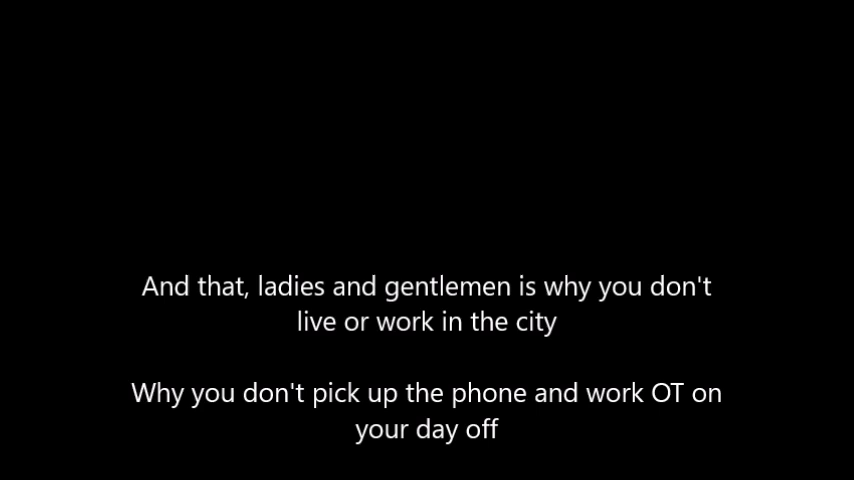 And that, ladies and gentlemen is why you don't
live or work in the city
Why you don't pick up the phone and work OT on
your day off